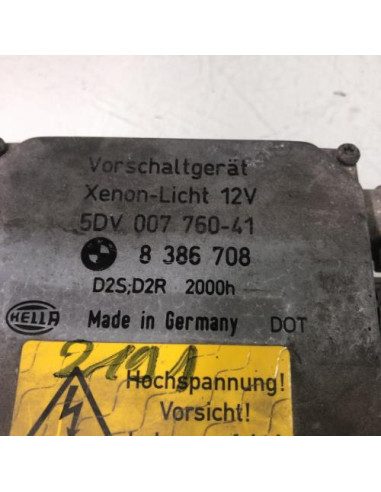 Vorschaltgerät
Xenon-Licht 12V
5DV 007 760-41
8 386 708
D2S;D2R 2000h
HELLA Made in Germany DOT
2191
Hochspannung!
Vorsicht!